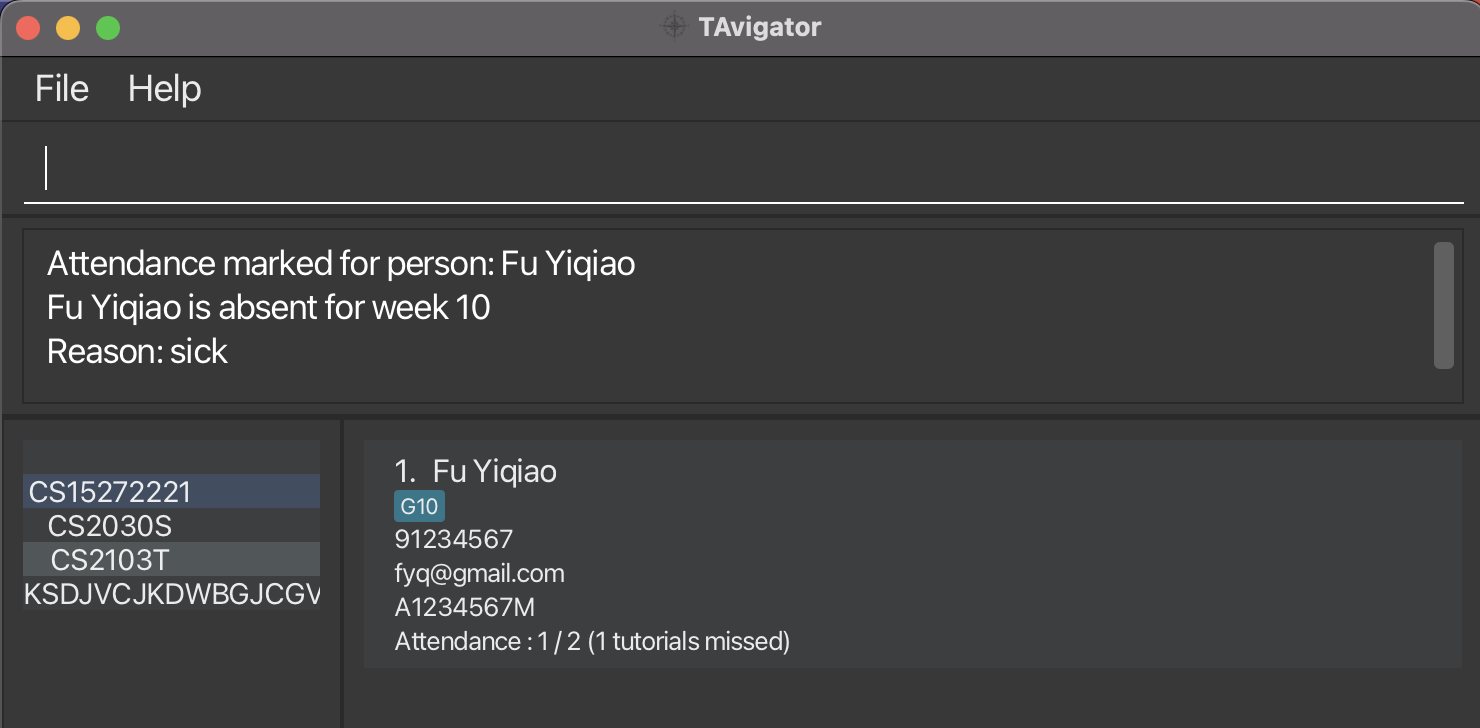 TAvigator
File Help
Attendance marked for person: Fu Yiqiao
Fu Yiqiao is absent for week 10
Reason: sick
CS15272221
CS2030S
CS2103T
KSDJVCJKDWBGJCGV
1. Fu Yiqiao
G10
91234567
fyq@gmail.com
A1234567M
Attendance : 1 / 2 (1 tutorials missed)